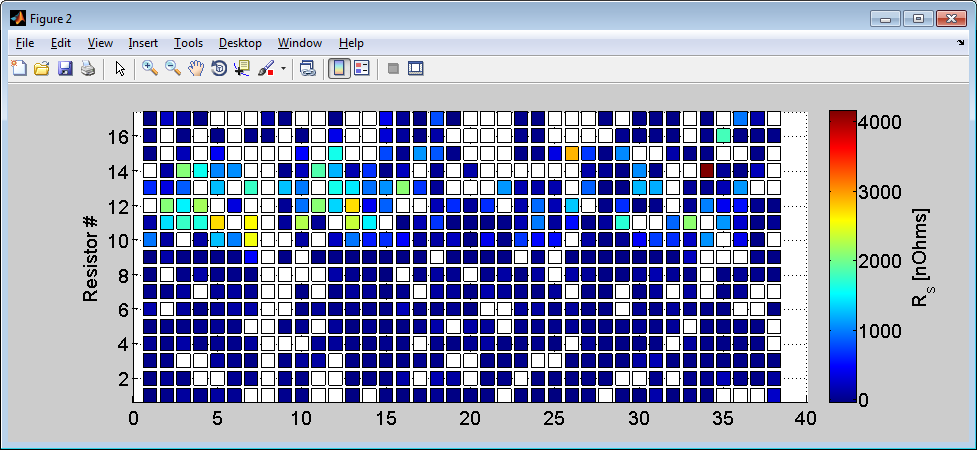 Figure 2
File Edit View Insert Tools Desktop Window Help
Resistor #
16
14
12
10
8
6
4
2
0 5 10 15 20 25 30 35 40
4000
3000
2000
1000
0
R_S [nOhms]